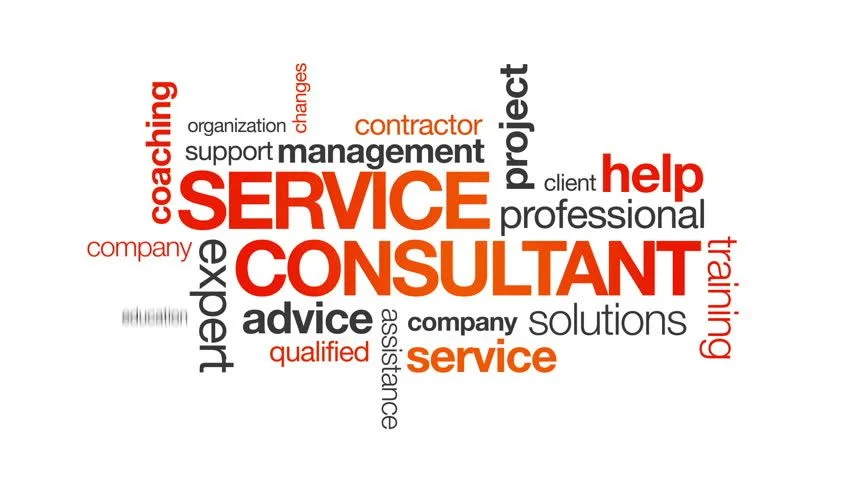 coaching
changes
organization
contractor
project
support
management
client
help
SERVICE
professional
company
expert
CONSULTANT
training
education
advice
assistance
company
solutions
qualified
service